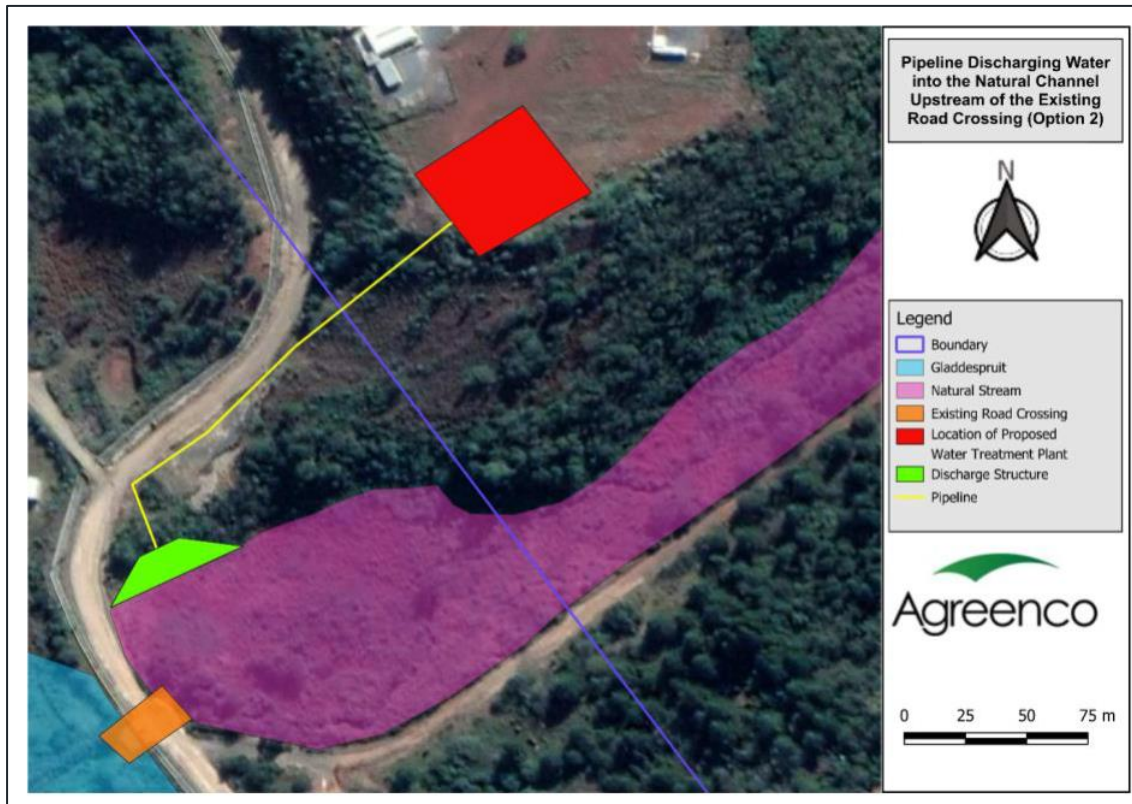 Pipeline Discharging Water
into the Natural Channel
Upstream of the Existing
Road Crossing (Option 2)
N
Legend
Boundary
Gladdespruit
Natural Stream
Existing Road Crossing
Location of Proposed
Water Treatment Plant
Discharge Structure
Pipeline
Agreenco
0 25 50 75 m